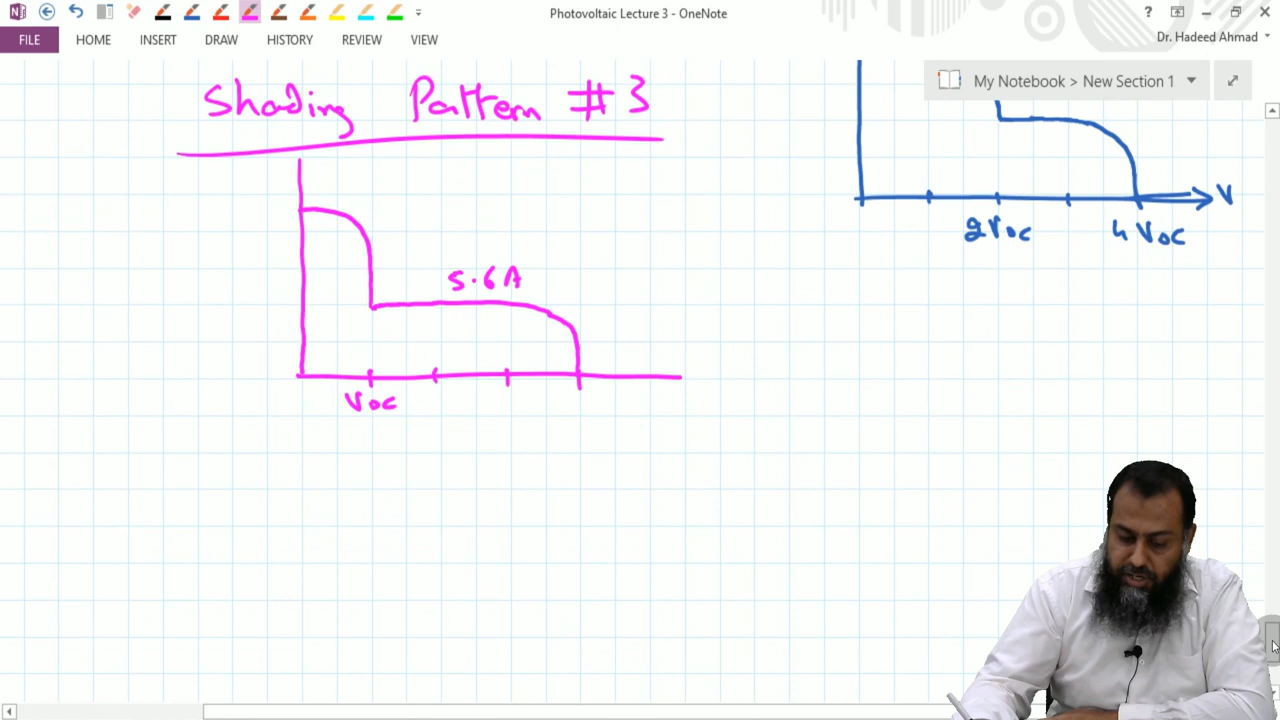 Photovoltaic Lecture 3 - OneNote
?
Dr. Hadeed Ahmad
FILE HOME INSERT DRAW HISTORY REVIEW VIEW
My Notebook > New Section 1
Shading Pattern # 3
5.6A
Voc
V
2Voc 4Voc